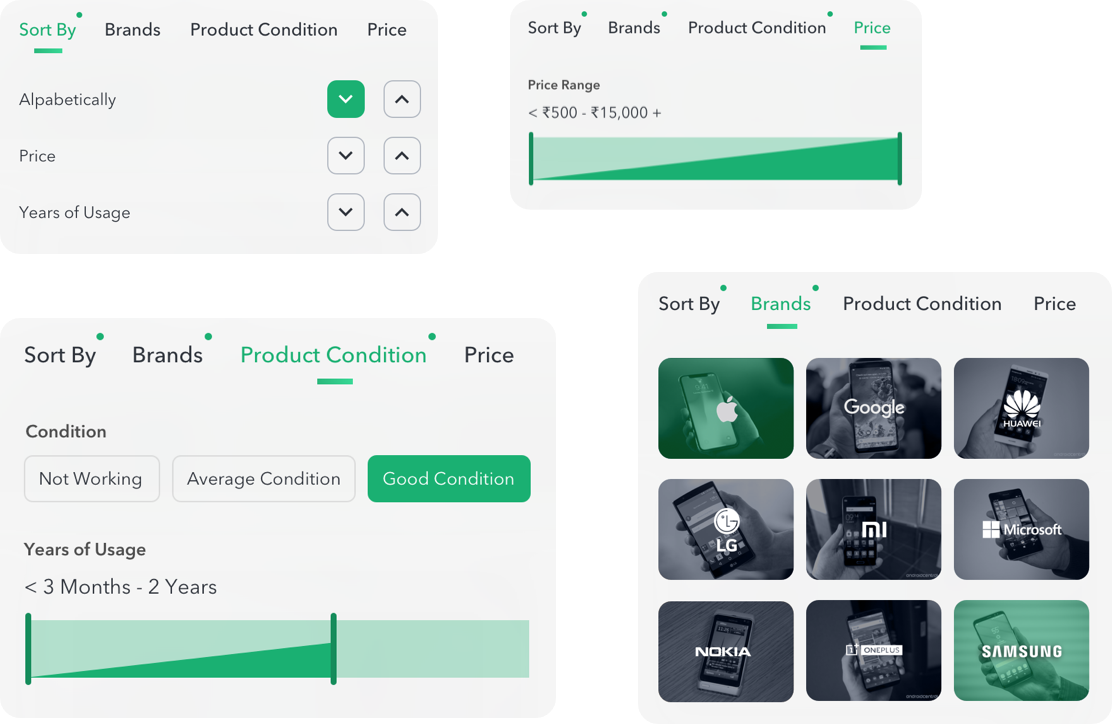 Sort By Brands Product Condition Price
Alpabetically
Price
Years of Usage
Sort By Brands Product Condition Price
Price Range
< ₹500 - ₹15,000 +
Sort By Brands Product Condition Price
Condition
Not Working Average Condition Good Condition
Years of Usage
< 3 Months - 2 Years
Sort By Brands Product Condition Price
Google
HUAWEI
LG
LG
MI
Microsoft
NOKIA
1+ ONEPLUS
SAMSUNG